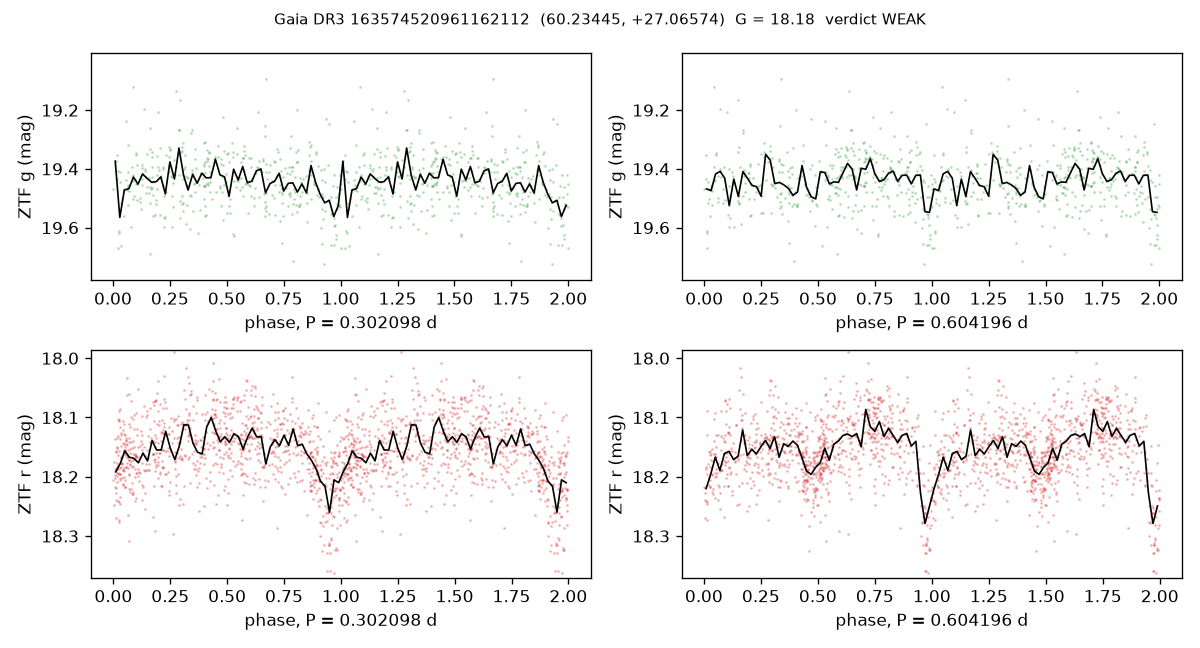 Gaia DR3 163574520961162112  (60.23445, +27.06574)  G = 18.18  verdict WEAK
ZTF g (mag)
19.2
19.4
19.6
0.00 0.25 0.50 0.75 1.00 1.25 1.50 1.75 2.00
phase, P = 0.302098 d
ZTF g (mag)
19.2
19.4
19.6
0.00 0.25 0.50 0.75 1.00 1.25 1.50 1.75 2.00
phase, P = 0.604196 d
ZTF r (mag)
18.0
18.1
18.2
18.3
0.00 0.25 0.50 0.75 1.00 1.25 1.50 1.75 2.00
phase, P = 0.302098 d
ZTF r (mag)
18.0
18.1
18.2
18.3
0.00 0.25 0.50 0.75 1.00 1.25 1.50 1.75 2.00
phase, P = 0.604196 d